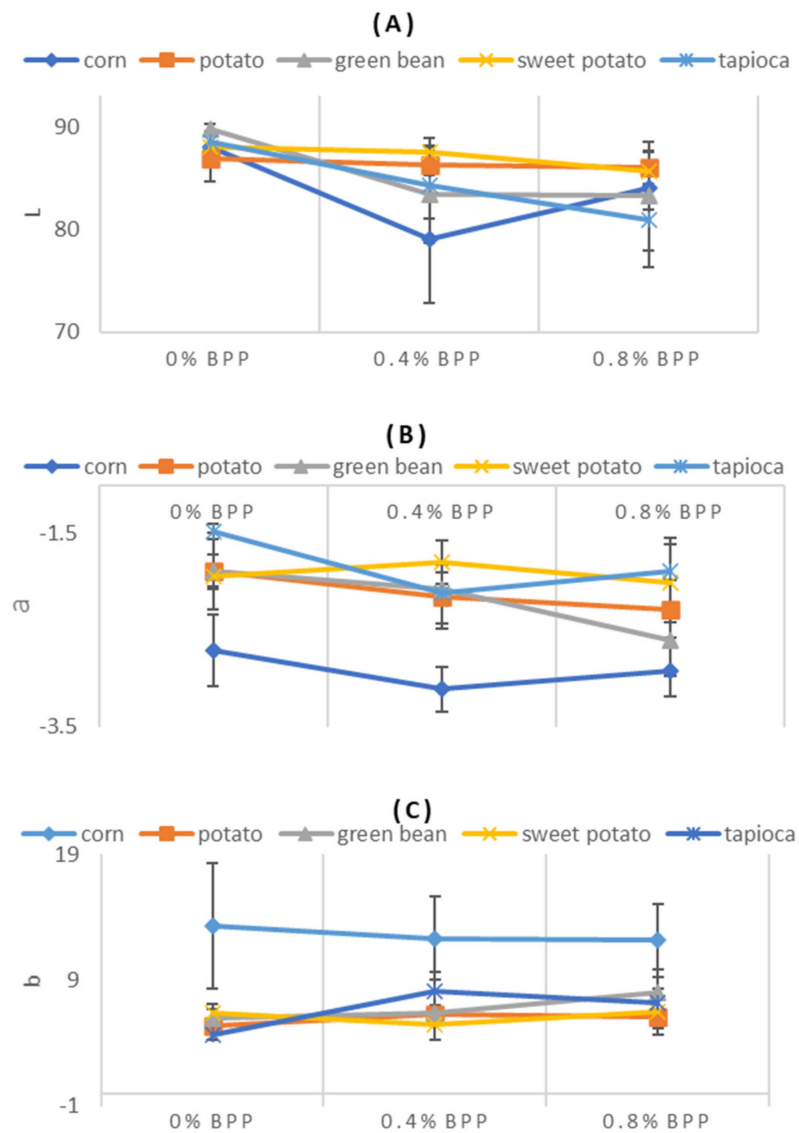 (A)
corn potato green bean sweet potato tapioca
90
80
70
L
0% BPP 0.4% BPP 0.8% BPP
(B)
corn potato green bean sweet potato tapioca
0% BPP 0.4% BPP 0.8% BPP
-1.5
a
-3.5
(C)
corn potato green bean sweet potato tapioca
19
9
b
-1
0% BPP 0.4% BPP 0.8% BPP